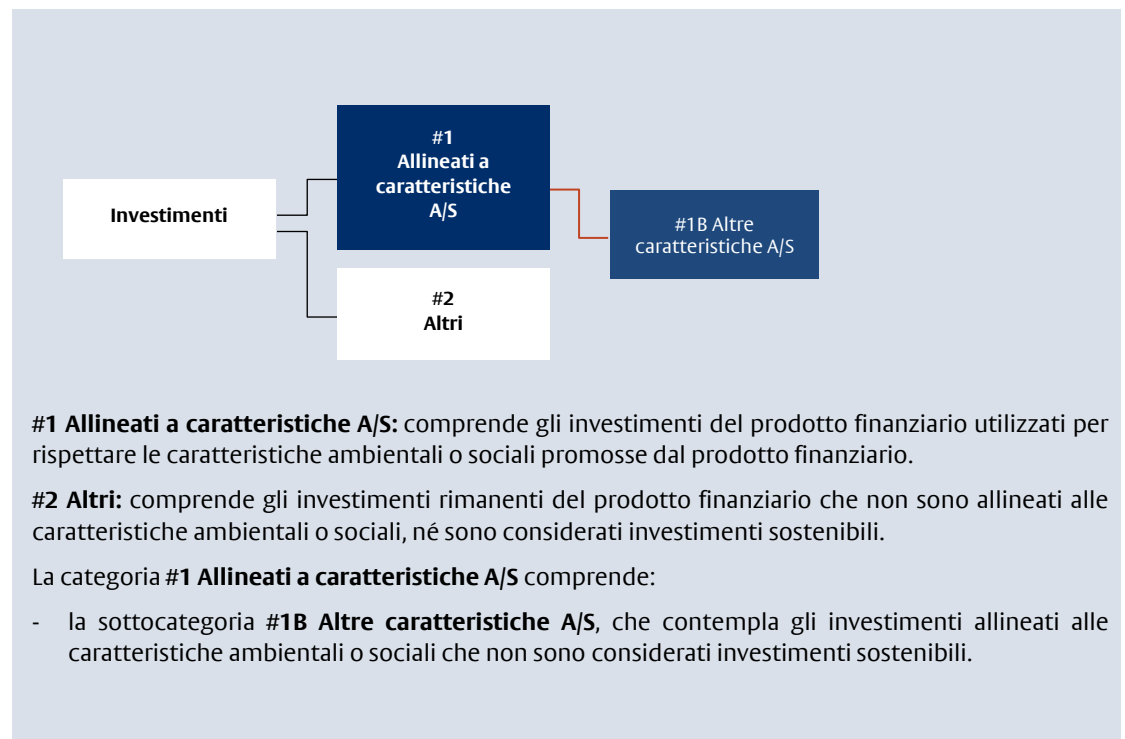 #1
Allineati a
caratteristiche
A/S
Investimenti
#1B Altre
caratteristiche A/S
#2
Altri
#1 Allineati a caratteristiche A/S: comprende gli investimenti del prodotto finanziario utilizzati per
rispettare le caratteristiche ambientali o sociali promosse dal prodotto finanziario.
#2 Altri: comprende gli investimenti rimanenti del prodotto finanziario che non sono allineati alle
caratteristiche ambientali o sociali, né sono considerati investimenti sostenibili.
La categoria #1 Allineati a caratteristiche A/S comprende:
- la sottocategoria #1B Altre caratteristiche A/S, che contempla gli investimenti allineati alle
caratteristiche ambientali o sociali che non sono considerati investimenti sostenibili.